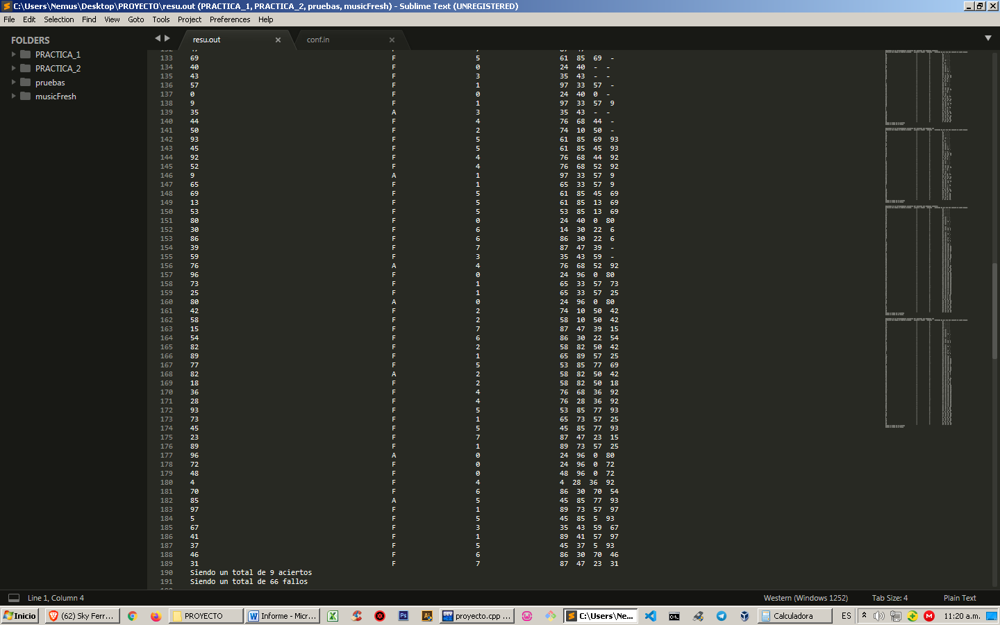 C:\Users\Nemus\Desktop\PROYECTO\resu.out (PRACTICA_1, PRACTICA_2, pruebas, musicFresh) - Sublime Text (UNREGISTERED)
File Edit Selection Find View Goto Tools Project Preferences Help
FOLDERS
PRACTICA_1
PRACTICA_2
pruebas
musicFresh
resu.out conf.in
133 69 F 5 61 85 69 -
134 40 F 0 24 40 - -
135 43 F 3 35 43 - -
136 57 F 1 97 33 57 -
137 0 F 0 24 40 0 -
138 9 F 1 97 33 57 9
139 35 A 3 35 43 - -
140 44 F 4 76 68 44 -
141 50 F 2 74 10 50 -
142 93 F 5 61 85 69 93
143 45 F 5 61 85 45 93
144 92 F 4 76 68 44 92
145 52 F 4 76 68 52 92
146 9 A 1 97 33 57 9
147 65 F 1 65 33 57 9
148 69 F 5 61 85 45 69
149 13 F 5 61 85 13 69
150 53 F 5 53 85 13 69
151 80 F 0 24 40 0 80
152 30 F 6 14 30 22 6
153 86 F 6 86 30 22 6
154 39 F 7 87 47 39 -
155 59 F 3 35 43 59 -
156 76 A 4 76 68 52 92
157 96 F 0 24 96 0 80
158 73 F 1 65 33 57 73
159 25 F 1 65 33 57 25
160 80 A 0 24 96 0 80
161 42 F 2 74 10 50 42
162 58 F 2 58 10 50 42
163 15 F 7 87 47 39 15
164 54 F 6 86 30 22 54
165 82 F 2 58 82 50 42
166 89 F 1 65 89 57 25
167 77 F 5 53 85 77 69
168 82 A 2 58 82 50 42
169 18 F 2 58 82 50 18
170 36 F 4 76 68 36 92
171 28 F 4 76 28 36 92
172 93 F 5 53 85 77 93
173 73 F 1 65 73 57 25
174 45 F 5 45 85 77 93
175 23 F 7 87 47 23 15
176 89 F 1 89 73 57 25
177 96 A 0 24 96 0 80
178 72 F 0 24 96 0 72
179 48 F 0 48 96 0 72
180 4 F 4 4 28 36 92
181 70 F 6 86 30 70 54
182 85 A 5 45 85 77 93
183 97 F 1 89 73 57 97
184 5 F 5 45 85 5 93
185 67 F 3 35 43 59 67
186 41 F 1 89 41 57 97
187 37 F 5 45 37 5 93
188 46 F 6 86 30 70 46
189 31 F 7 87 47 23 31
190 Siendo un total de 9 aciertos
191 Siendo un total de 66 fallos
Line 1, Column 4 Western (Windows 1252) Tab Size: 4 Plain Text
Inicio (62) Sky Ferr... PROYECTO Informe - Micr... proyecto.cpp ... C:\Users\Ne... Calculadora ES 11:20 a.m.